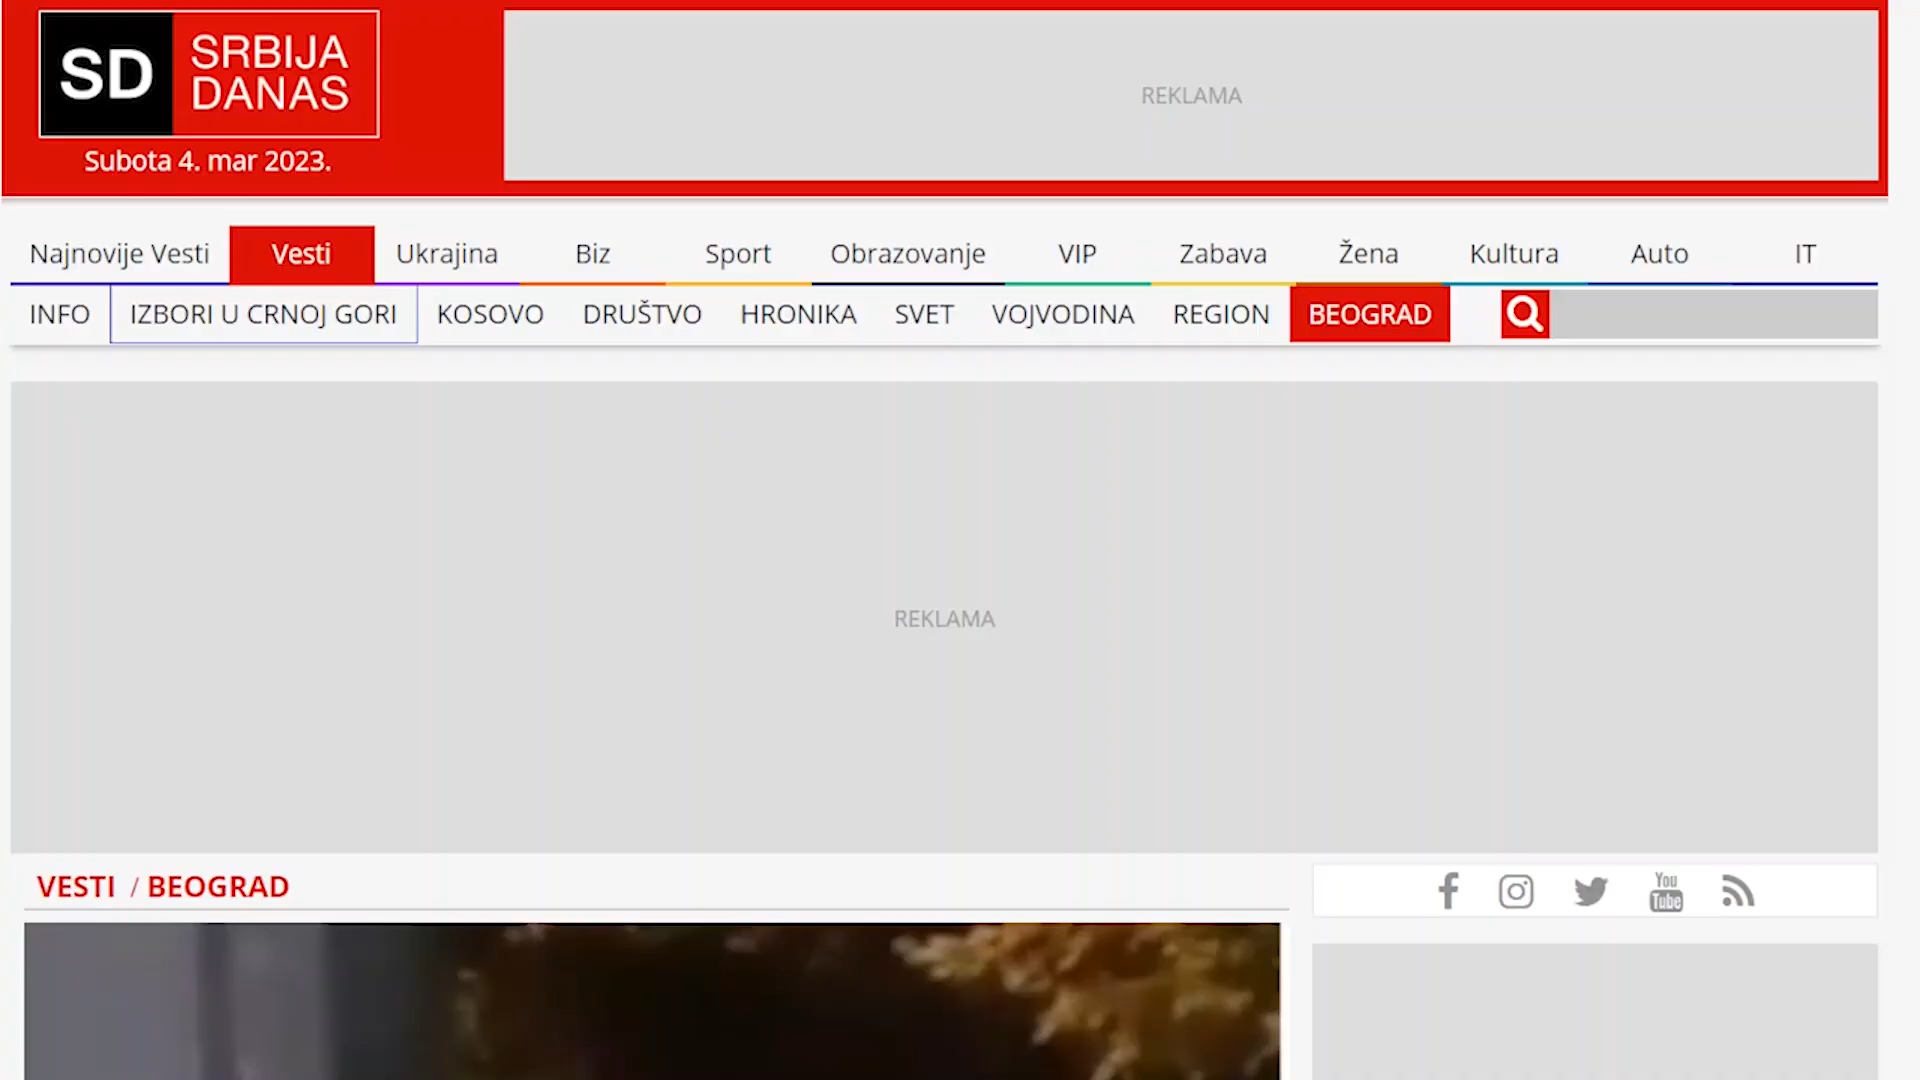 SD SRBIJA
DANAS
Subota 4. mar 2023.
REKLAMA
Najnovije Vesti Vesti Ukrajina Biz Sport Obrazovanje VIP Zabava Žena Kultura Auto IT
INFO IZBORI U CRNOJ GORI KOSOVO DRUŠTVO HRONIKA SVET VOJVODINA REGION BEOGRAD
REKLAMA
VESTI / BEOGRAD
You
Tube